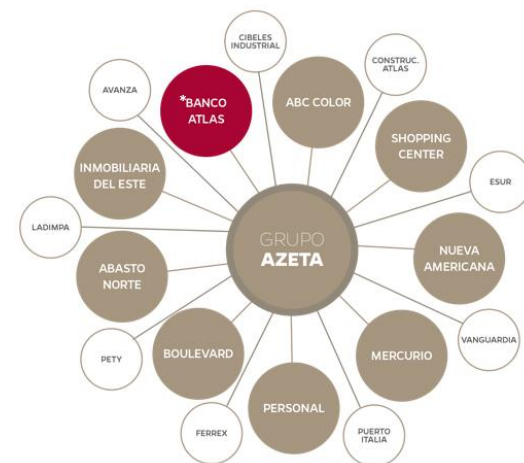 CIBELES
INDUSTRIAL
CONSTRUC.
ATLAS
AVANZA
*BANCO
ATLAS
ABC COLOR
SHOPPING
CENTER
INMOBILIARIA
DEL ESTE
ESUR
LADIMPA
GRUPO
AZETA
NUEVA
AMERICANA
ABASTO
NORTE
VANGUARDIA
PETY
BOULEVARD
MERCURIO
PERSONAL
FERREX
PUERTO
ITALIA